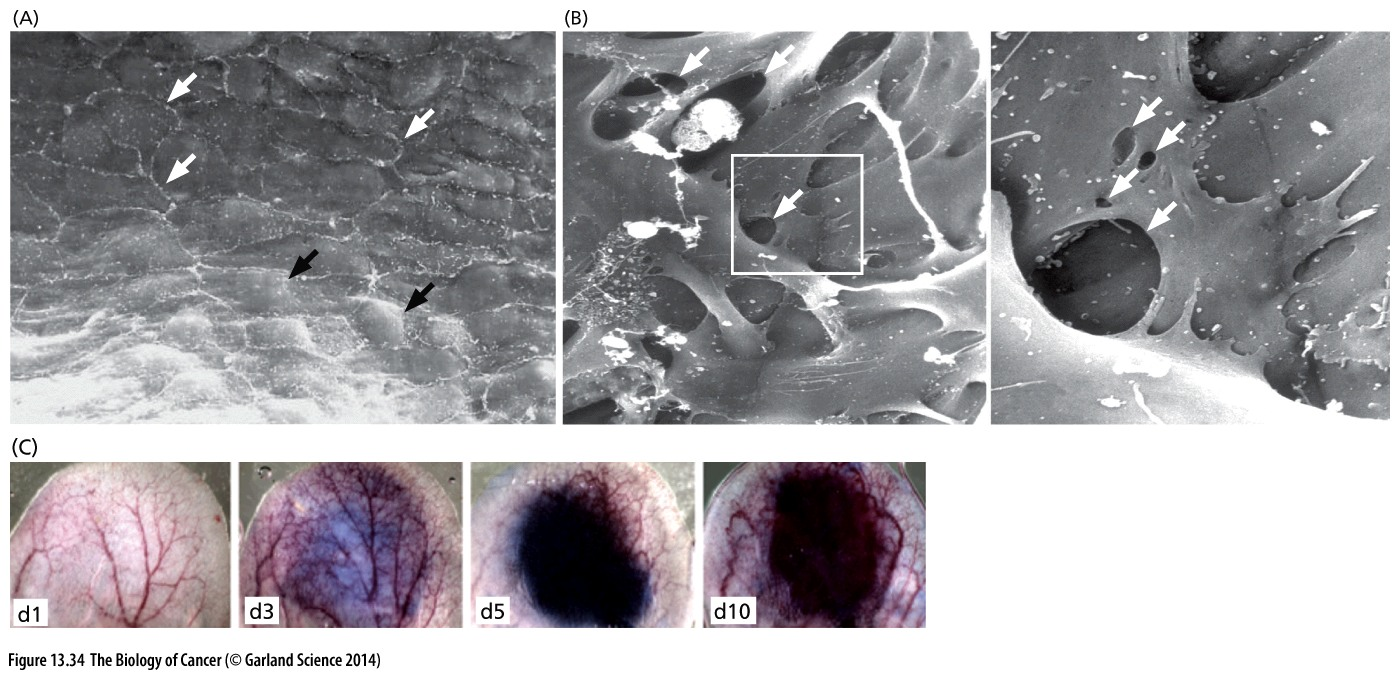 (A)
(B)
(C)
d1
d3
d5
d10
Figure 13.34 The Biology of Cancer (© Garland Science 2014)